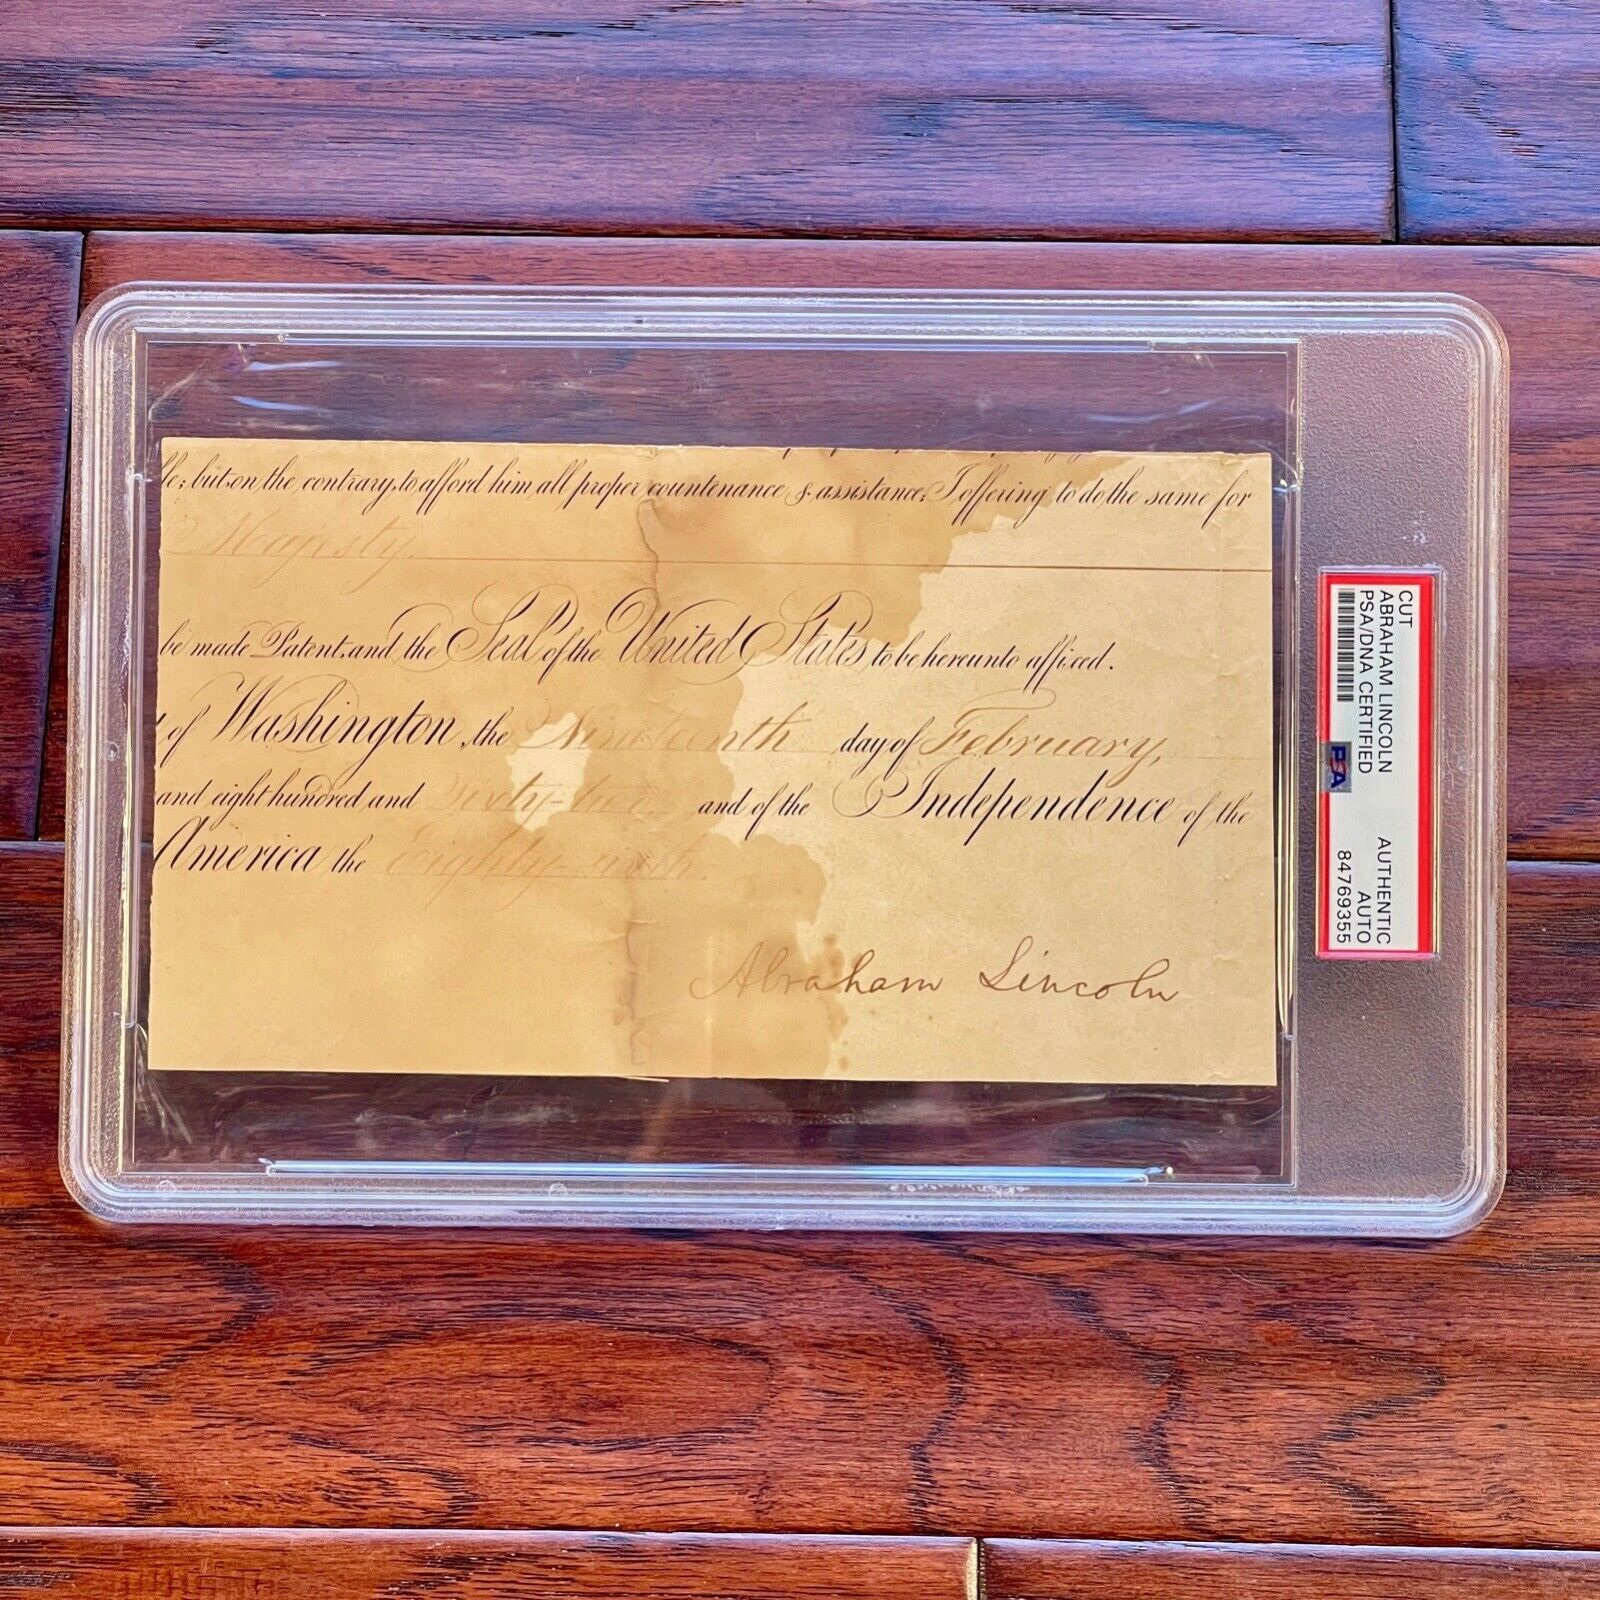 lle; but on the contrary, to afford him all proper countenance & assistance; I offering to do the same for
Majesty.
be made Patent, and the Seal of the United States to be hereunto affixed.
of Washington, the Nineteenth day of February,
and eight hundred and Sixty-two, and of the Independence of the
America the Eighty-sixth.
Abraham Lincoln
CUT
ABRAHAM LINCOLN
PSA/DNA CERTIFIED
AUTHENTIC
AUTO
84769355
PSA